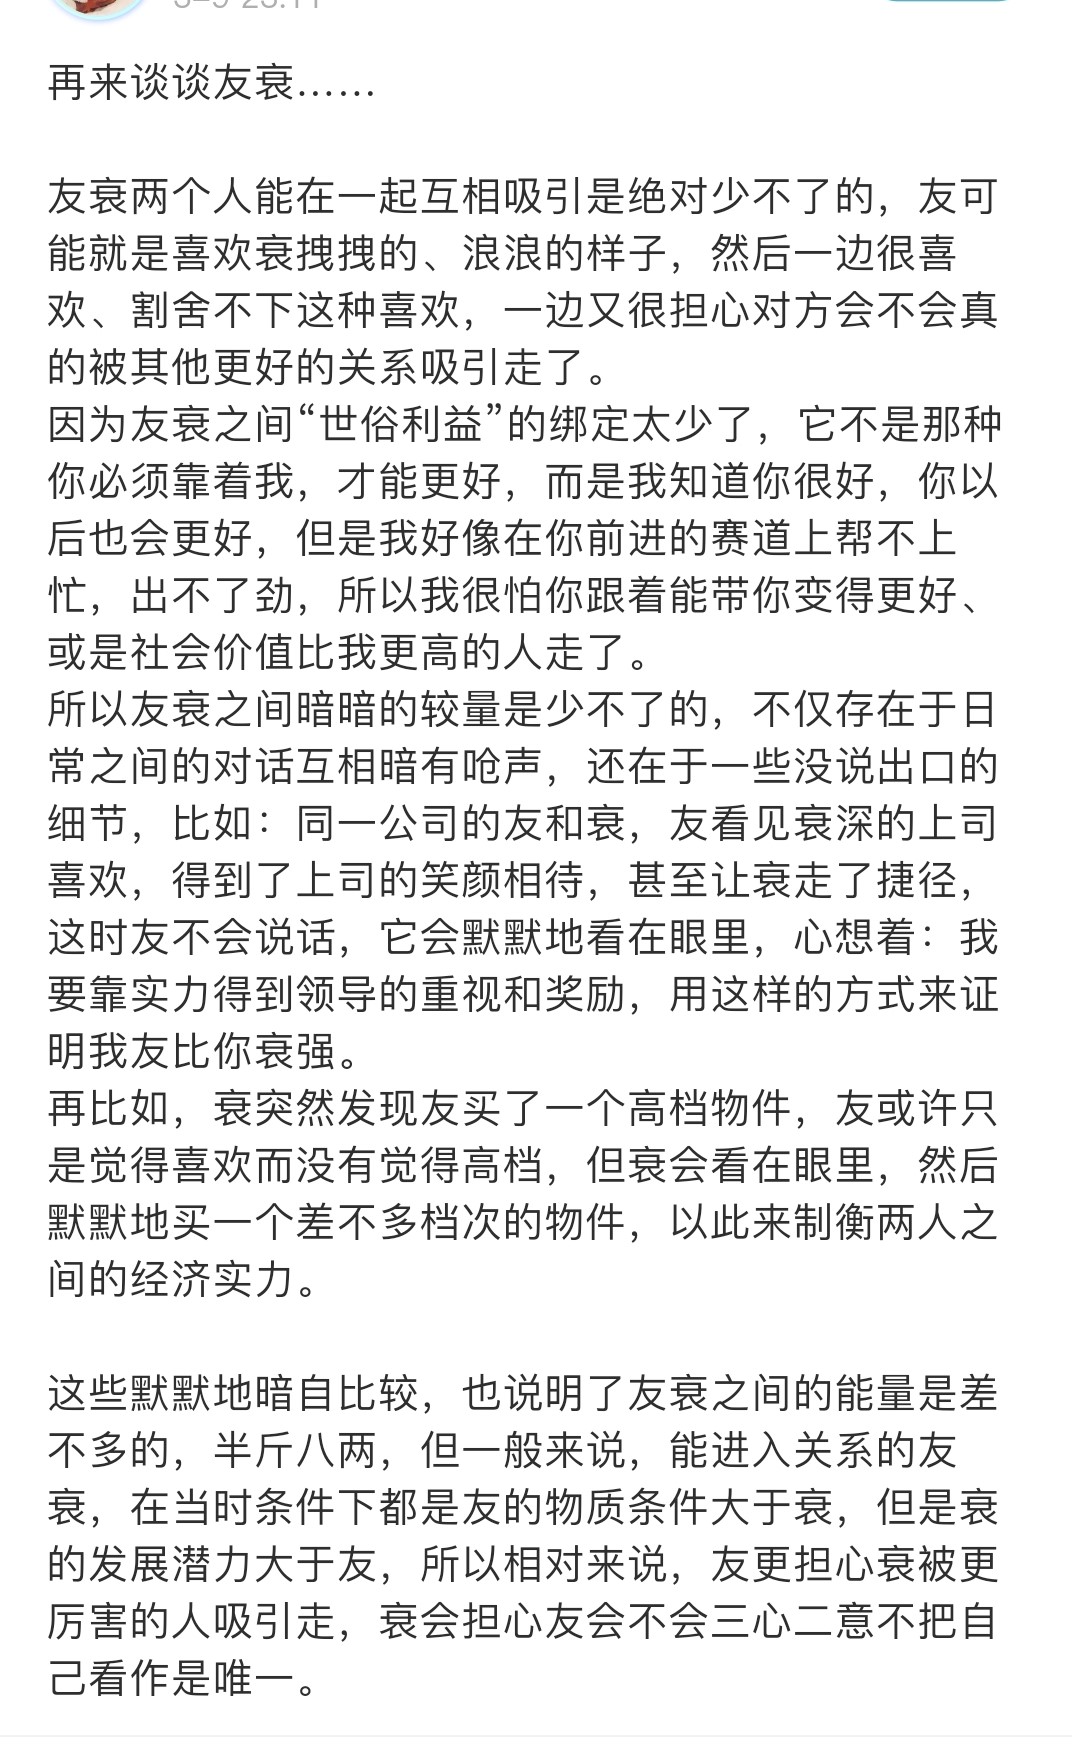 再来谈谈友衰……
友衰两个人能在一起互相吸引是绝对少不了的，友可
能就是喜欢衰拽拽的、浪浪的样子，然后一边很喜
欢、割舍不下这种喜欢，一边又很担心对方会不会真
的被其他更好的关系吸引走了。
因为友衰之间“世俗利益”的绑定太少了，它不是那种
你必须靠着我，才能更好，而是我知道你很好，你以
后也会更好，但是我好像在你前进的赛道上帮不上
忙，出不了劲，所以我很怕你跟着能带你变得更好、
或是社会价值比我更高的人走了。
所以友衰之间暗暗的较量是少不了的，不仅存在于日
常之间的对话互相暗有呛声，还在于一些没说出口的
细节，比如：同一公司的友和衰，友看见衰深的上司
喜欢，得到了上司的笑颜相待，甚至让衰走了捷径，
这时友不会说话，它会默默地看在眼里，心想着：我
要靠实力得到领导的重视和奖励，用这样的方式来证
明我友比你衰强。
再比如，衰突然发现友买了一个高档物件，友或许只
是觉得喜欢而没有觉得高档，但衰会看在眼里，然后
默默地买一个差不多档次的物件，以此来制衡两人之
间的经济实力。
这些默默地暗自比较，也说明了友衰之间的能量是差
不多的，半斤八两，但一般来说，能进入关系的友
衰，在当时条件下都是友的物质条件大于衰，但是衰
的发展潜力大于友，所以相对来说，友更担心衰被更
厉害的人吸引走，衰会担心友会不会三心二意不把自
己看作是唯一。